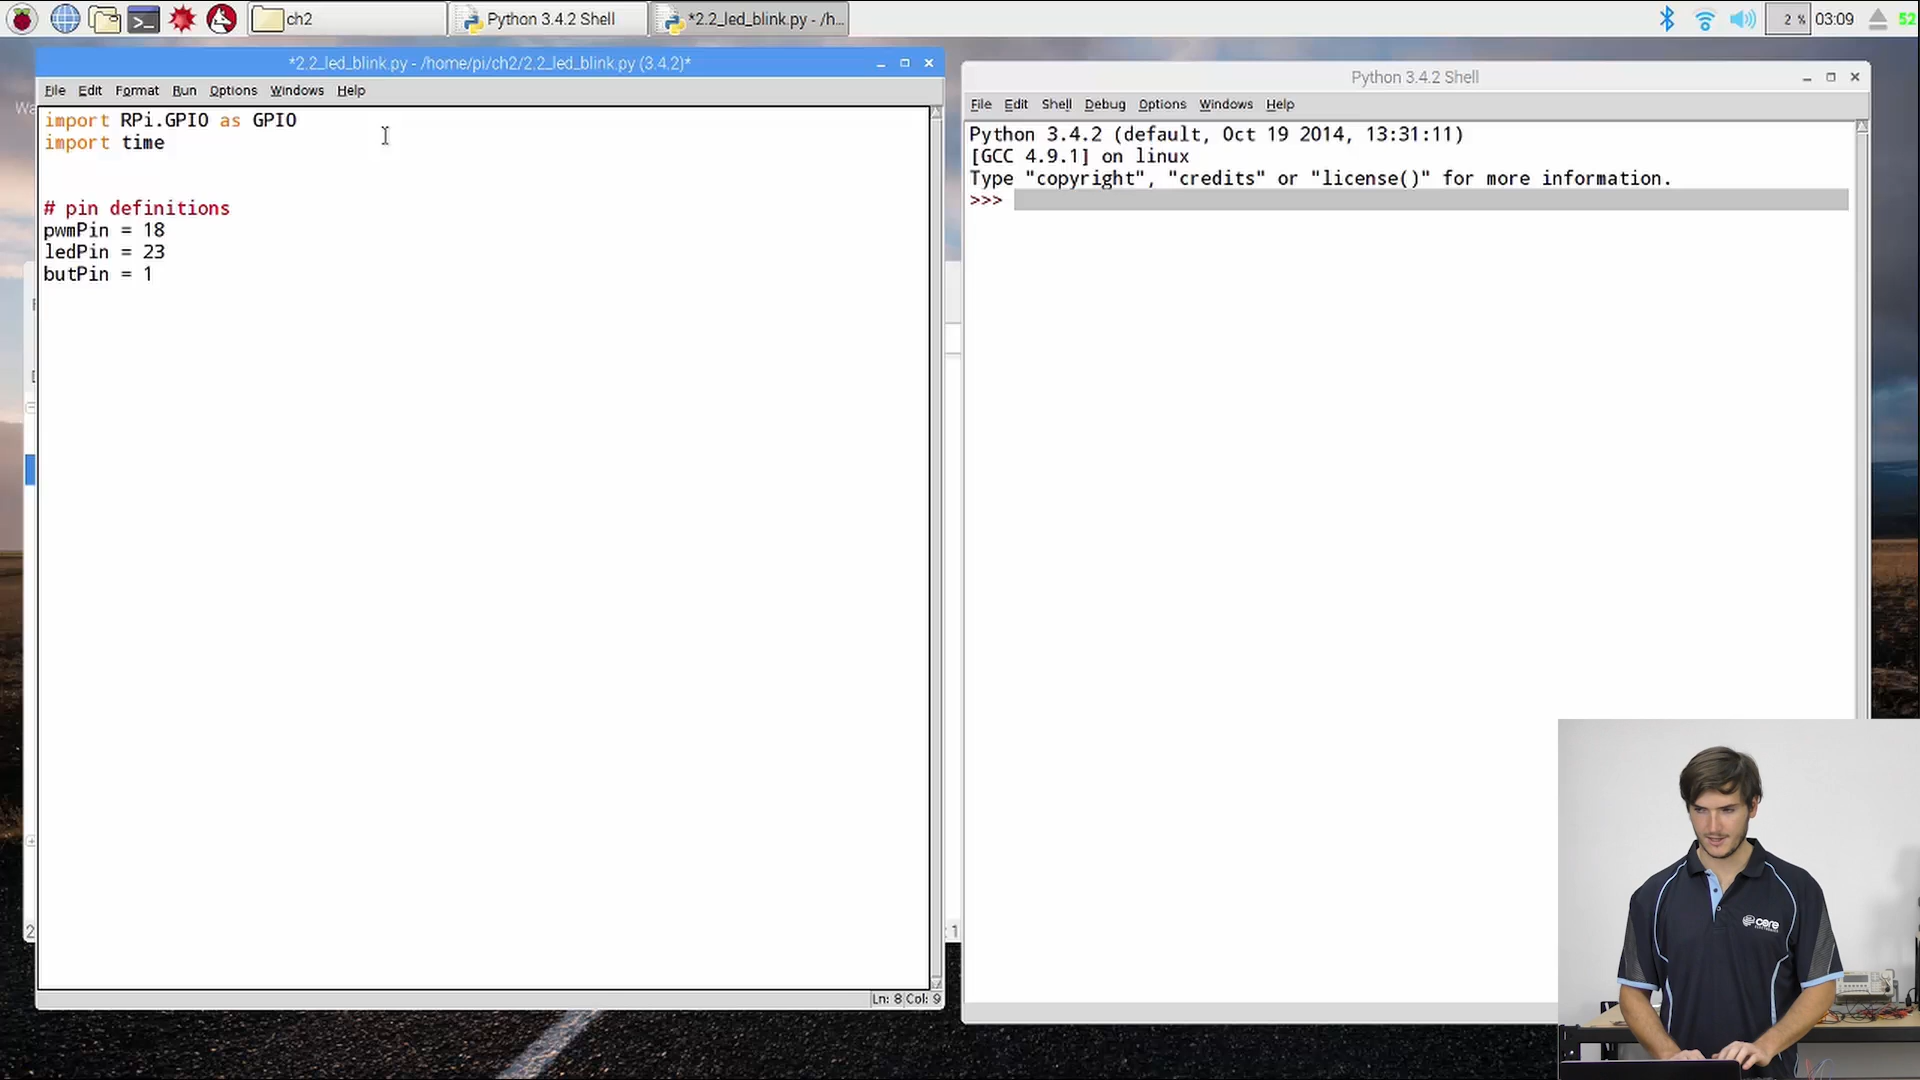 ch2
Python 3.4.2 Shell
*2.2_led_blink.py - /h...
2 %
03:09
52
*2.2_led_blink.py - /home/pi/ch2/2.2_led_blink.py (3.4.2)*
File Edit Format Run Options Windows Help
import RPi.GPIO as GPIO
import time
# pin definitions
pwmPin = 18
ledPin = 23
butPin = 1
Ln: 8 Col: 9
Python 3.4.2 Shell
File Edit Shell Debug Options Windows Help
Python 3.4.2 (default, Oct 19 2014, 13:31:11)
[GCC 4.9.1] on linux
Type "copyright", "credits" or "license()" for more information.
>>>
core
ELECTRONICS